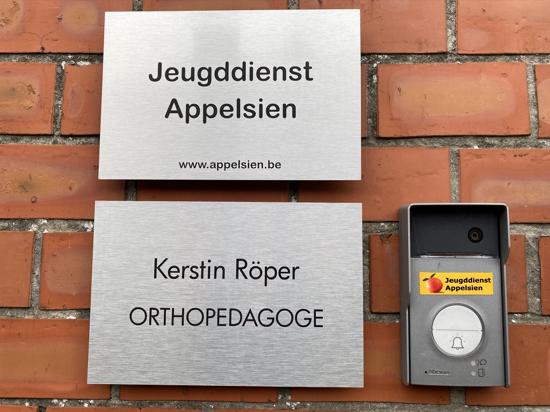 Jeugddienst
Appelsien
www.appelsien.be
Kerstin Röper
ORTHOPEDAGOGE
Jeugddienst
Appelsien